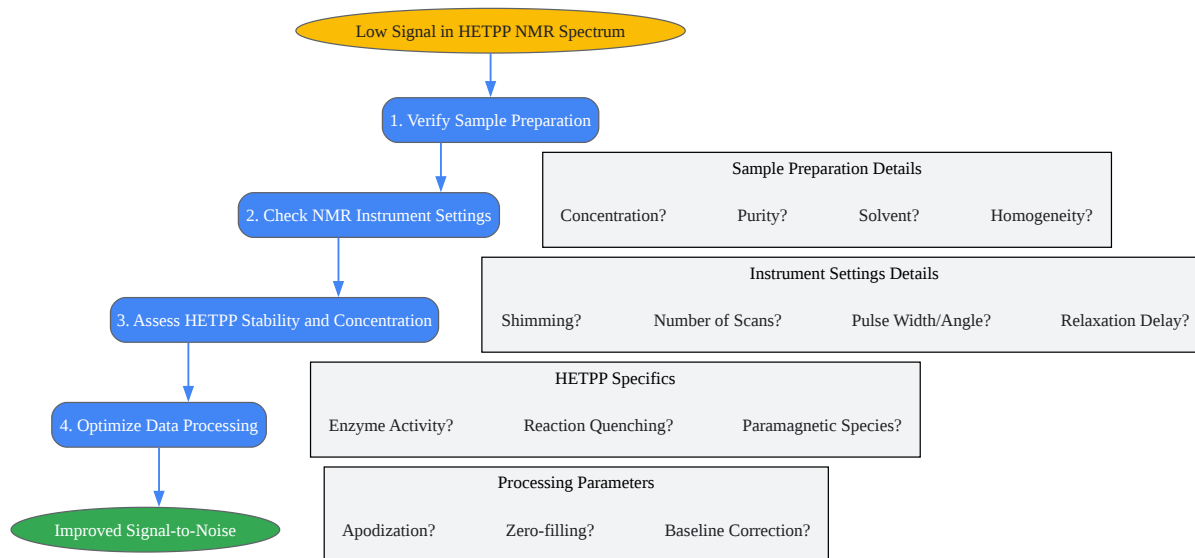 Low Signal in HETPP NMR Spectrum
1. Verify Sample Preparation
Sample Preparation Details
Concentration? Purity? Solvent? Homogeneity?
2. Check NMR Instrument Settings
Instrument Settings Details
Shimming? Number of Scans? Pulse Width/Angle? Relaxation Delay?
3. Assess HETPP Stability and Concentration
HETPP Specifics
Enzyme Activity? Reaction Quenching? Paramagnetic Species?
4. Optimize Data Processing
Processing Parameters
Apodization? Zero-filling? Baseline Correction?
Improved Signal-to-Noise